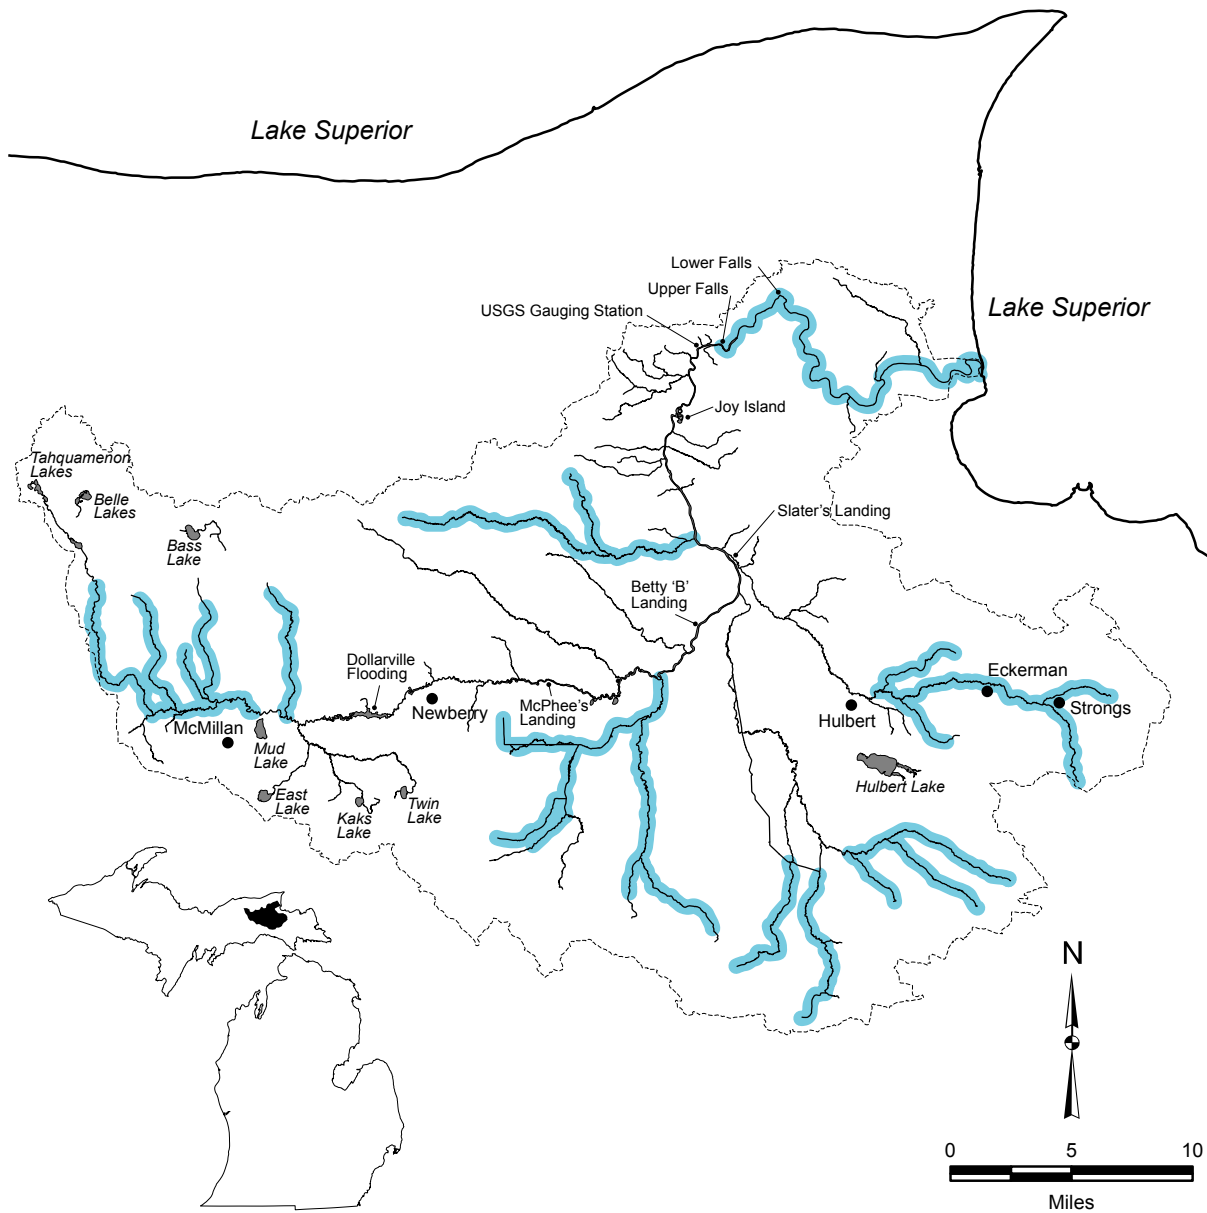 Lake Superior
Lower Falls
Upper Falls
USGS Gauging Station
Lake Superior
Joy Island
Tahquamenon
Lakes
Belle
Lakes
Bass
Lake
Slater's Landing
Betty 'B'
Landing
Dollarville
Flooding
Eckerman
McMillan
Newberry
McPhee's
Landing
Hulbert
Strongs
Mud
Lake
East
Lake
Kaks
Lake
Twin
Lake
Hulbert Lake
N
0 5 10
Miles